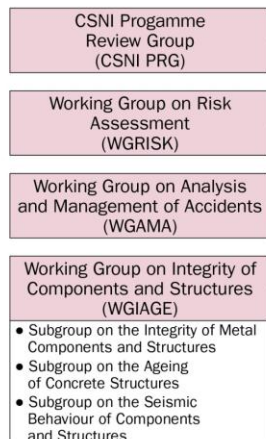 CSNI Progamme
Review Group
(CSNI PRG)
Working Group on Risk
Assessment
(WGRISK)
Working Group on Analysis
and Management of Accidents
(WGAMA)
Working Group on Integrity of
Components and Structures
(WGIAGE)
• Subgroup on the Integrity of Metal
Components and Structures
• Subgroup on the Ageing
of Concrete Structures
• Subgroup on the Seismic
Behaviour of Components
and Structures